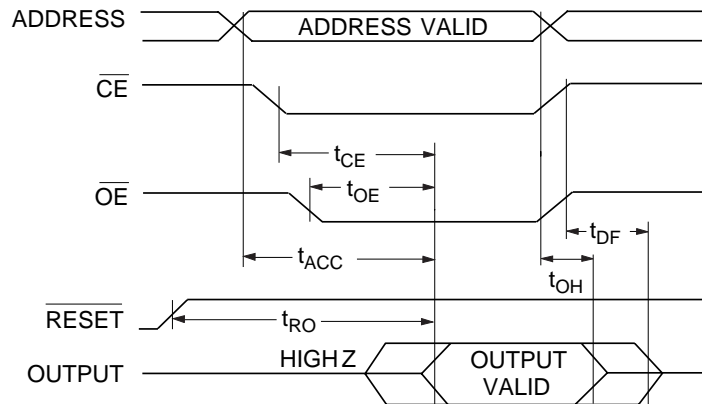 ADDRESS ADDRESS VALID
CE
tCE
tOE
OE
tDF
tACC
tOH
RESET
tRO
HIGH Z OUTPUT
OUTPUT VALID